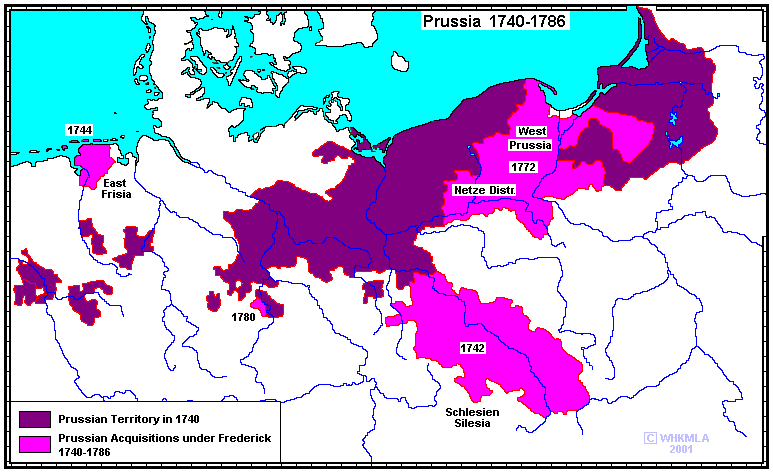 Prussia 1740-1786
1744
East
Frisia
West
Prussia
1772
Netze Distr.
1780
1742
Schlesien
Silesia
Prussian Territory in 1740
Prussian Acquisitions under Frederick
1740-1786
C WHKMLA
2001